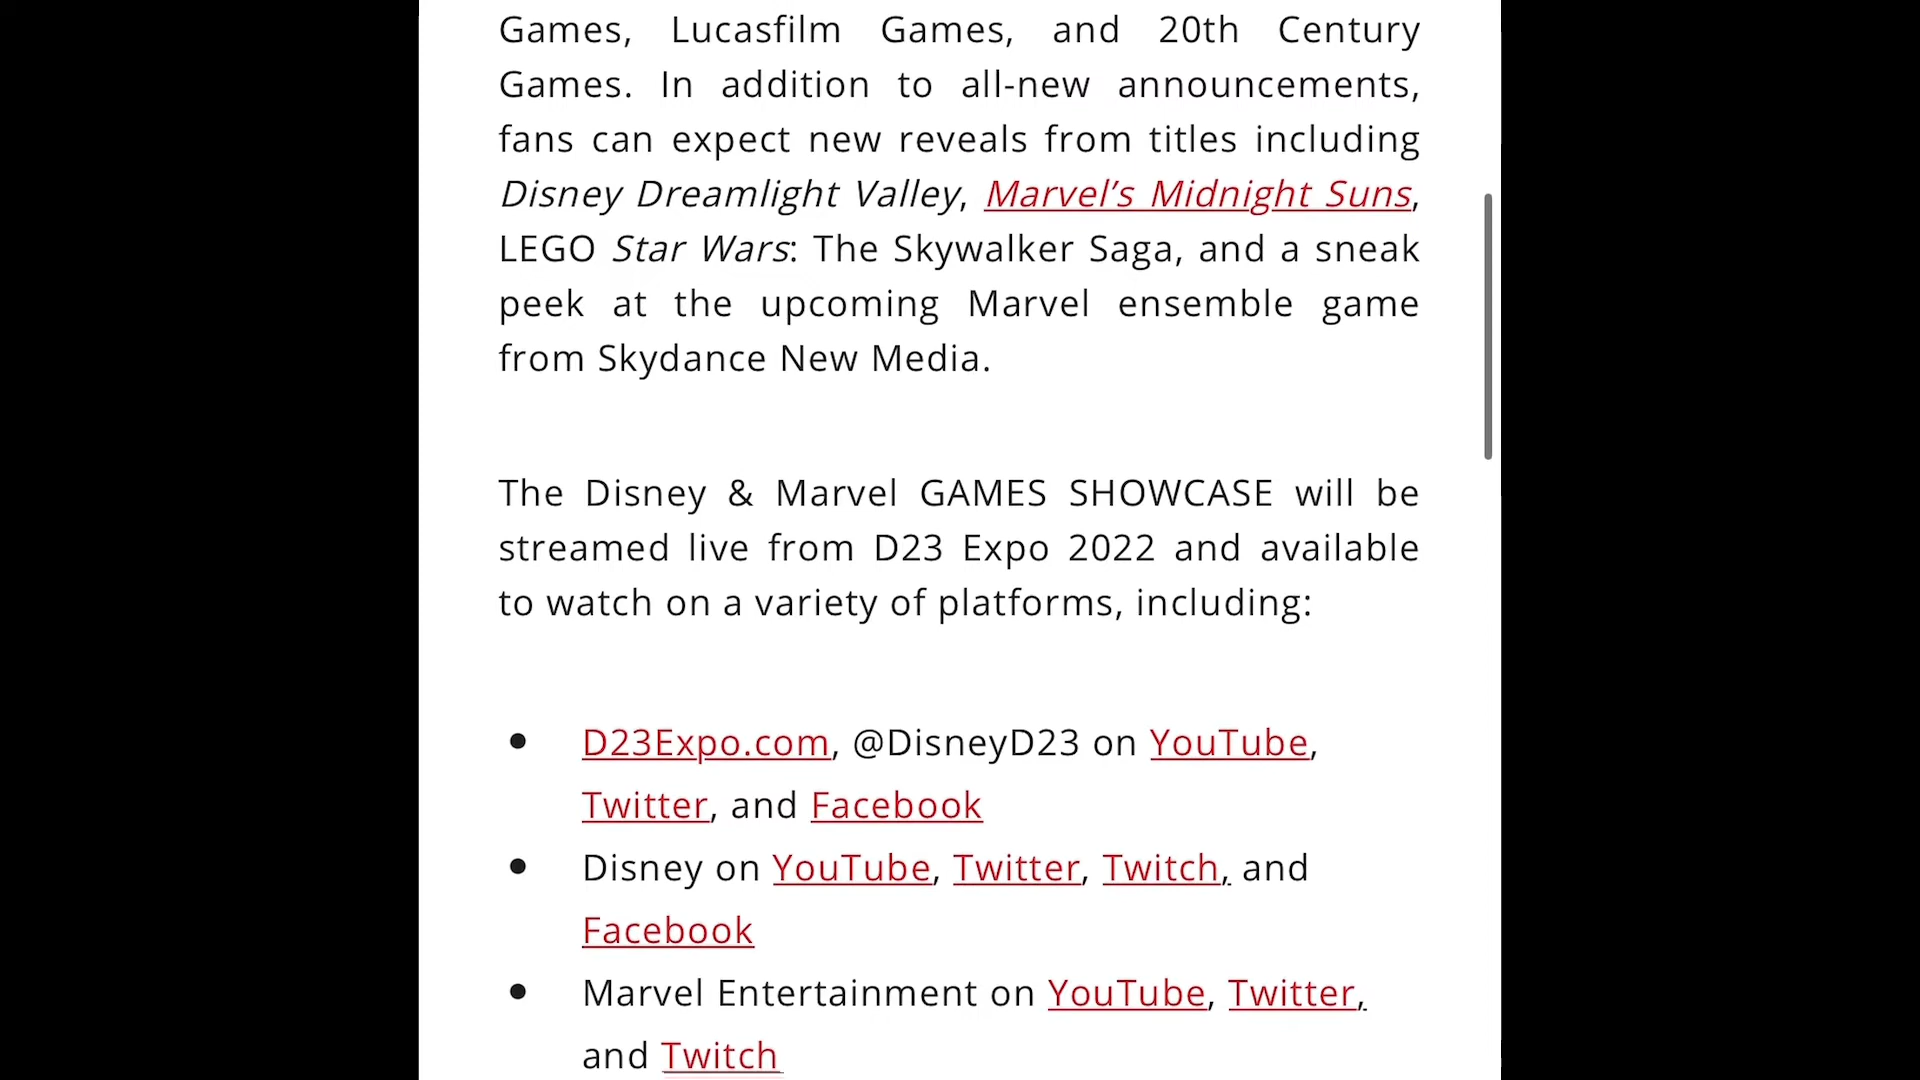 Games, Lucasfilm Games, and 20th Century
Games. In addition to all-new announcements,
fans can expect new reveals from titles including
Disney Dreamlight Valley, Marvel’s Midnight Suns,
LEGO Star Wars: The Skywalker Saga, and a sneak
peek at the upcoming Marvel ensemble game
from Skydance New Media.
The Disney & Marvel GAMES SHOWCASE will be
streamed live from D23 Expo 2022 and available
to watch on a variety of platforms, including:
• D23Expo.com, @DisneyD23 on YouTube,
Twitter, and Facebook
• Disney on YouTube, Twitter, Twitch, and
Facebook
• Marvel Entertainment on YouTube, Twitter,
and Twitch